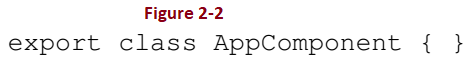 Figure 2-2
export class AppComponent { }